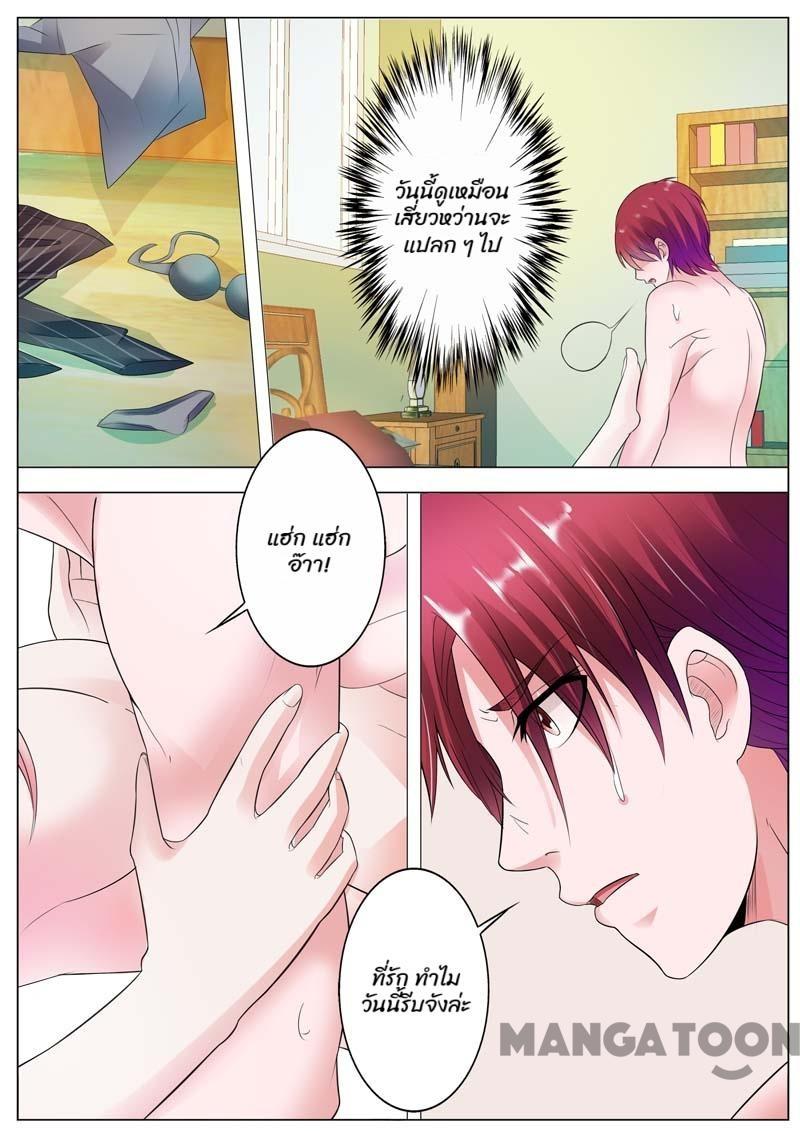 วันนี้ดูเหมือน
เสี่ยวหว่านจะ
แปลก ๆ ไป
แฮ่ก แฮ่ก
อ๊าา!
ที่รัก ทำไม
วันนี้รีบจังล่ะ
MANGATOON